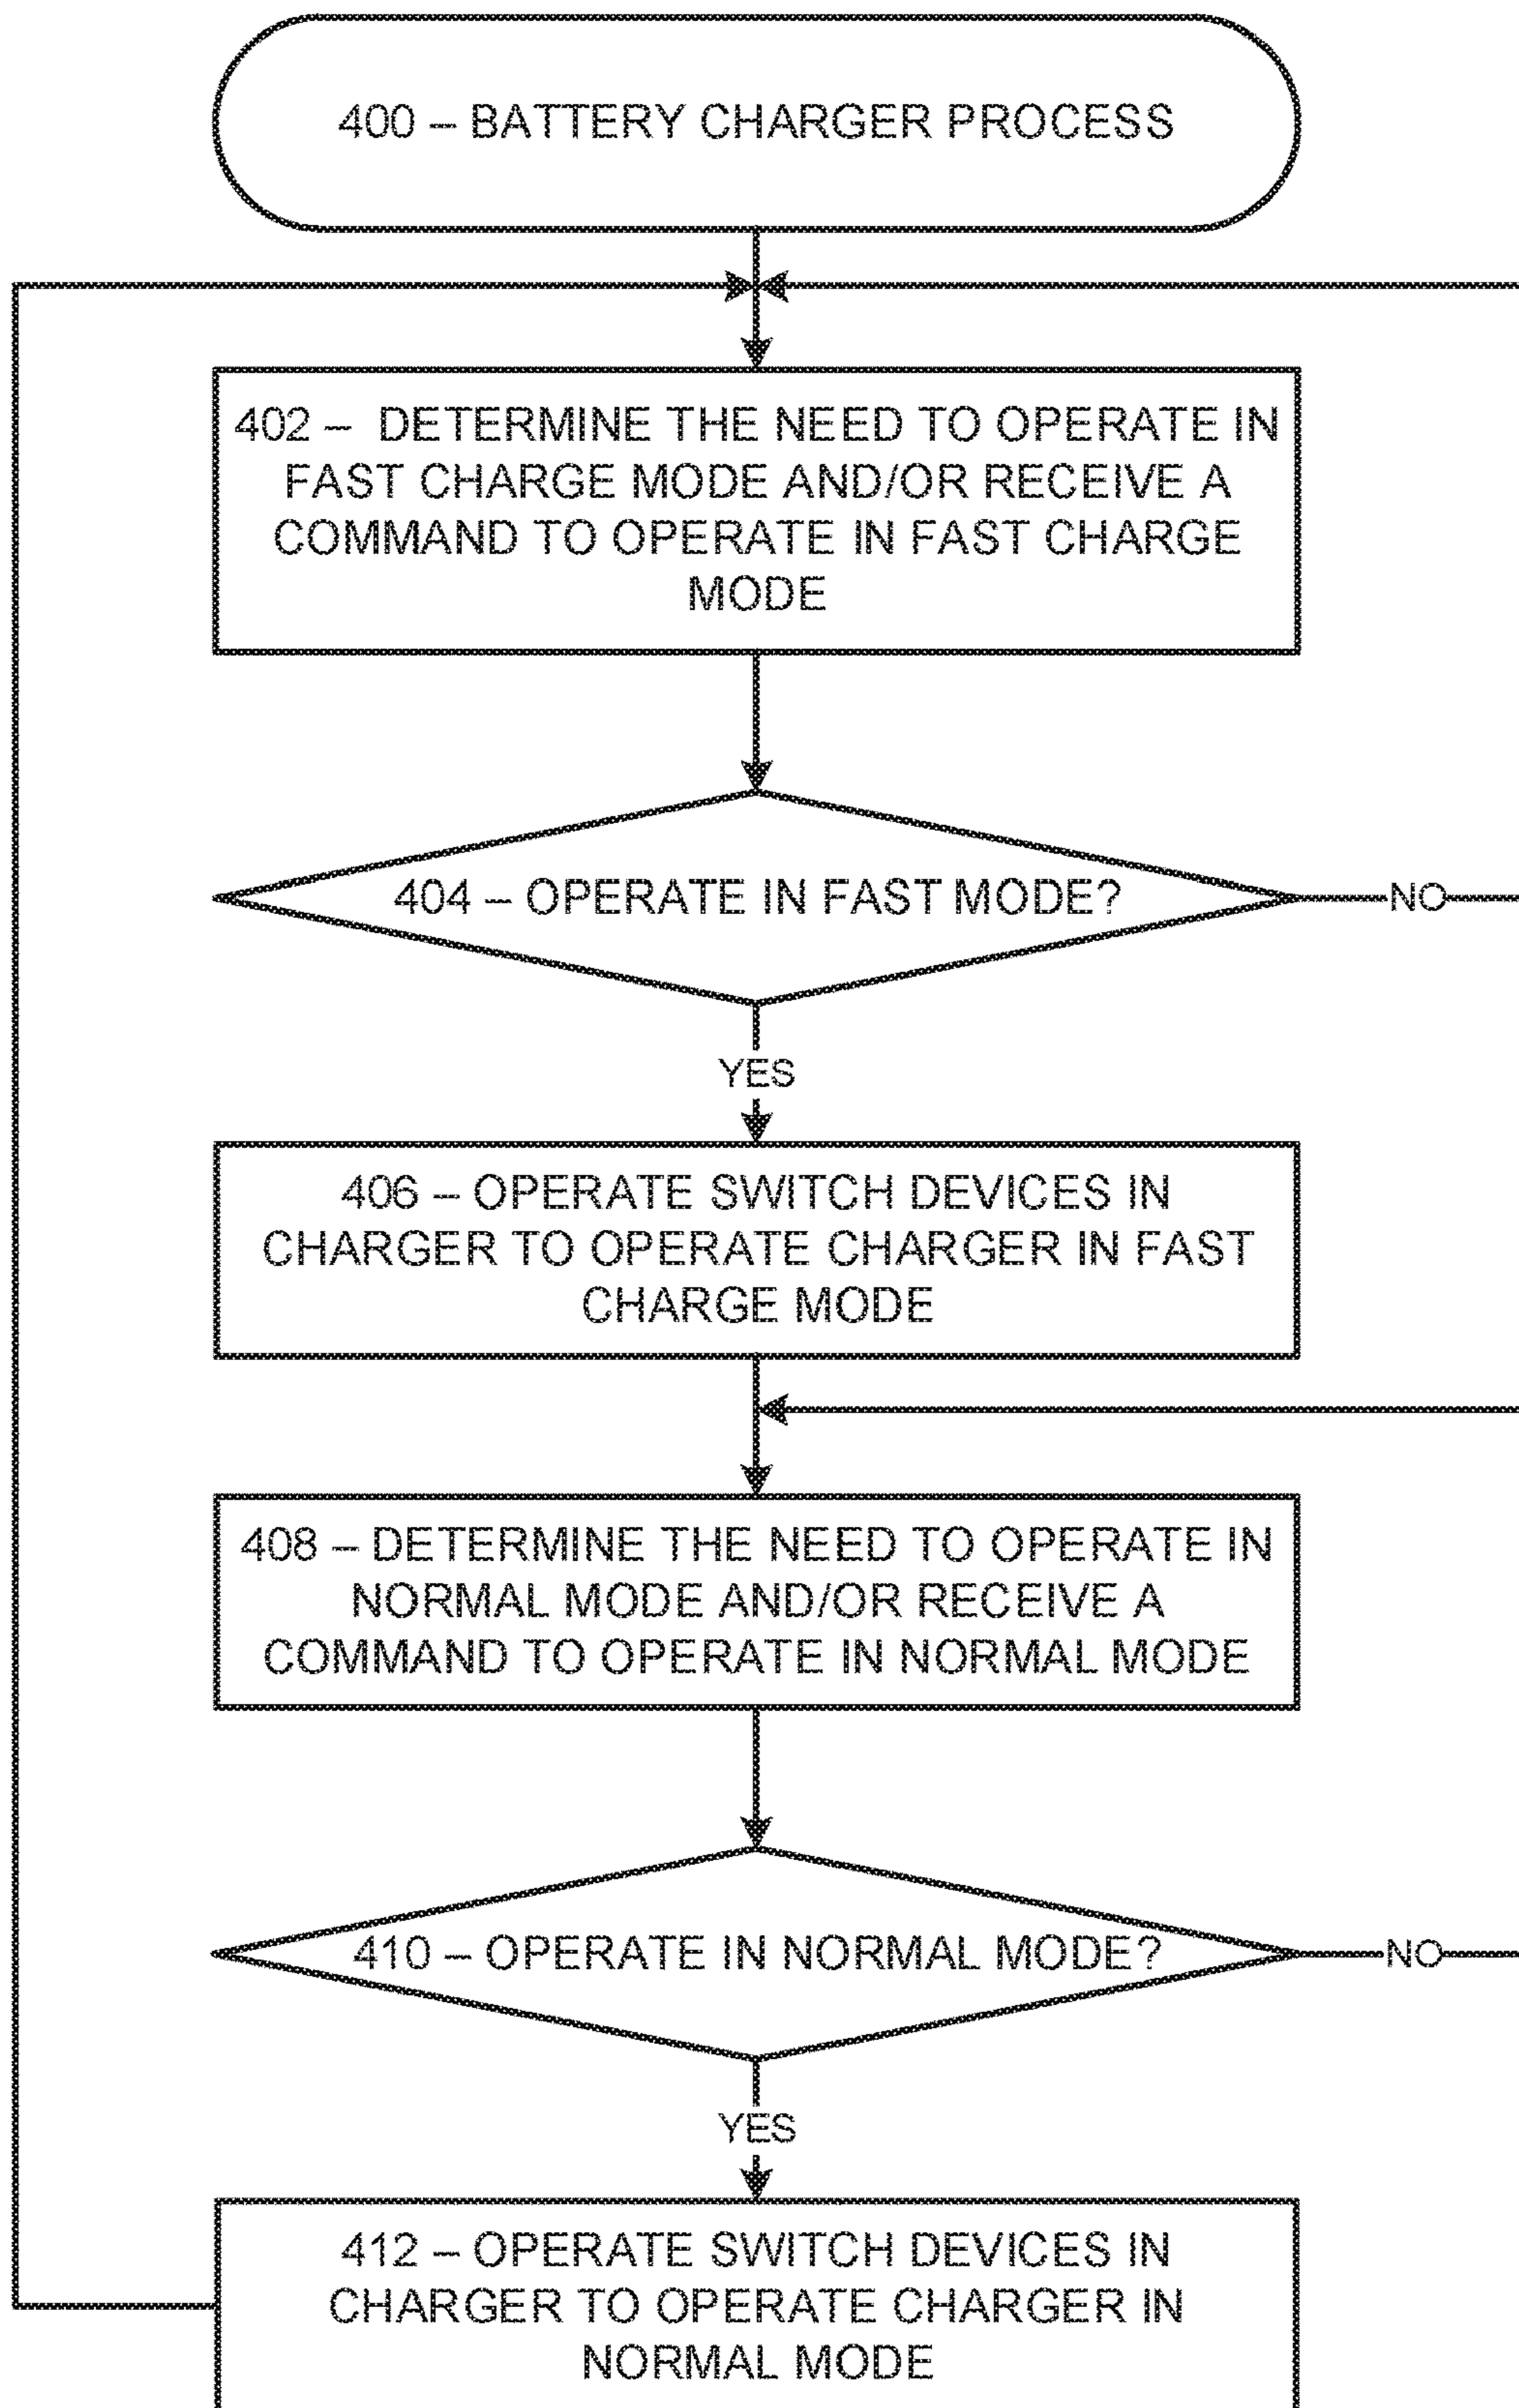 400 – BATTERY CHARGER PROCESS
402 – DETERMINE THE NEED TO OPERATE IN
FAST CHARGE MODE AND/OR RECEIVE A
COMMAND TO OPERATE IN FAST CHARGE
MODE
404 – OPERATE IN FAST MODE?
NO
YES
406 – OPERATE SWITCH DEVICES IN
CHARGER TO OPERATE CHARGER IN FAST
CHARGE MODE
408 – DETERMINE THE NEED TO OPERATE IN
NORMAL MODE AND/OR RECEIVE A
COMMAND TO OPERATE IN NORMAL MODE
410 – OPERATE IN NORMAL MODE?
NO
YES
412 – OPERATE SWITCH DEVICES IN
CHARGER TO OPERATE CHARGER IN
NORMAL MODE